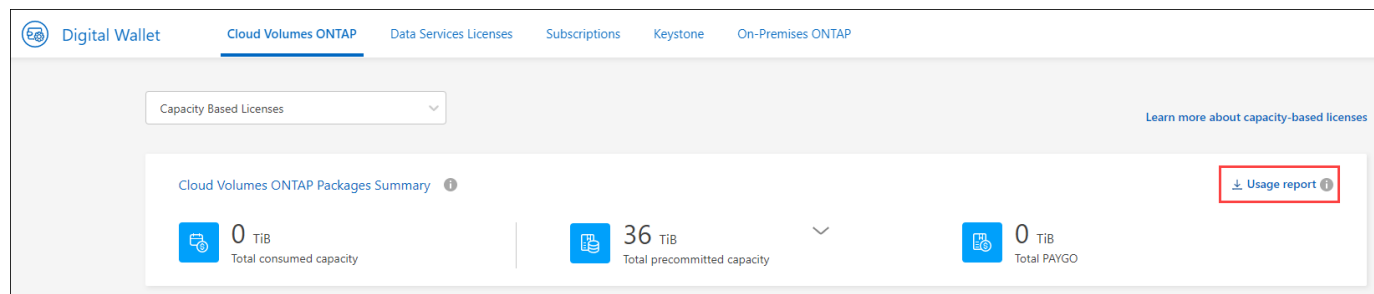 Digital Wallet
Cloud Volumes ONTAP
Data Services Licenses
Subscriptions
Keystone
On-Premises ONTAP
Capacity Based Licenses
Learn more about capacity-based licenses
Cloud Volumes ONTAP Packages Summary
Usage report
0 TiB
Total consumed capacity
36 TiB
Total precommitted capacity
0 TiB
Total PAYGO